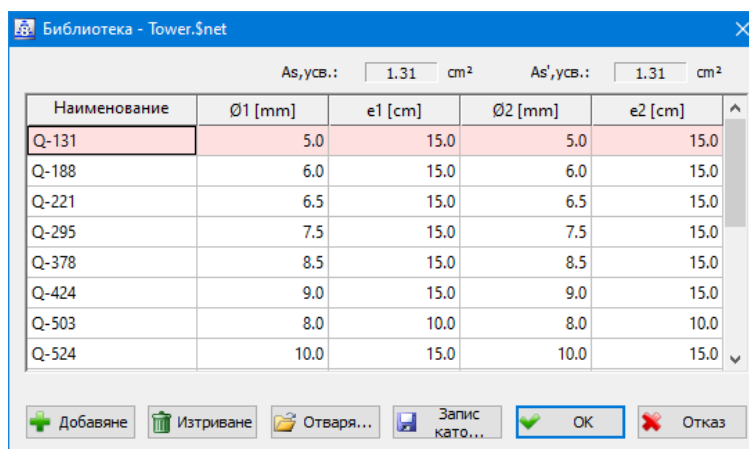 Библиотека - Tower.$net
As,усв.: 1.31 cm² As',усв.: 1.31 cm²
Наименование Ø1 [mm] e1 [cm] Ø2 [mm] e2 [cm]
Q-131 5.0 15.0 5.0 15.0
Q-188 6.0 15.0 6.0 15.0
Q-221 6.5 15.0 6.5 15.0
Q-295 7.5 15.0 7.5 15.0
Q-378 8.5 15.0 8.5 15.0
Q-424 9.0 15.0 9.0 15.0
Q-503 8.0 10.0 8.0 10.0
Q-524 10.0 15.0 10.0 15.0
Добавяне Изтриване Отваря... Запис като... OK Отказ